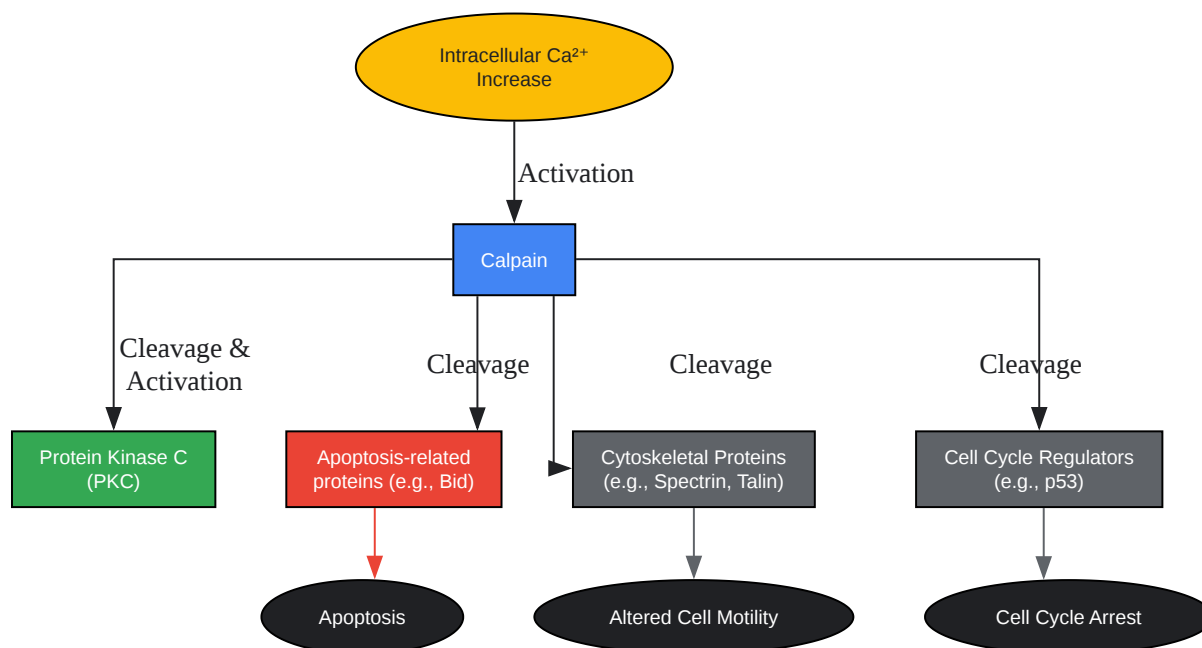 Intracellular Ca²⁺
Increase
Activation
Calpain
Cleavage &
Activation
Cleavage
Cleavage
Cleavage
Protein Kinase C
(PKC)
Apoptosis-related
proteins (e.g., Bid)
Cytoskeletal Proteins
(e.g., Spectrin, Talin)
Cell Cycle Regulators
(e.g., p53)
Apoptosis
Altered Cell Motility
Cell Cycle Arrest